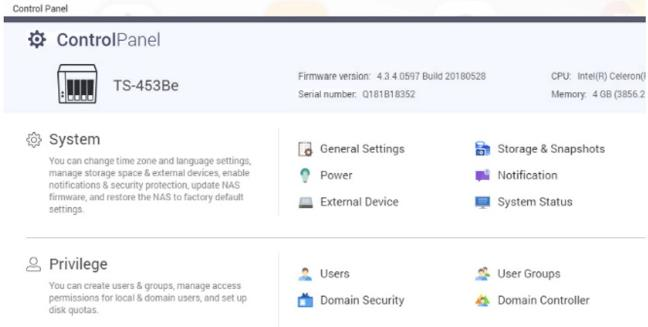 Control Panel
ControlPanel
TS-453Be
Firmware version: 4.3.4.0597 Build 20180528
CPU: Intel(R) Celeron(
Serial number: Q181B18352
Memory: 4 GB (3856.2
System
You can change time zone and language settings,
manage storage space & external devices, enable
notifications & security protection, update NAS
firmware, and restore the NAS to factory default
settings.
General Settings
Storage & Snapshots
Power
Notification
External Device
System Status
Privilege
You can create users & groups, manage access
permissions for local & domain users, and set up
disk quotas.
Users
User Groups
Domain Security
Domain Controller